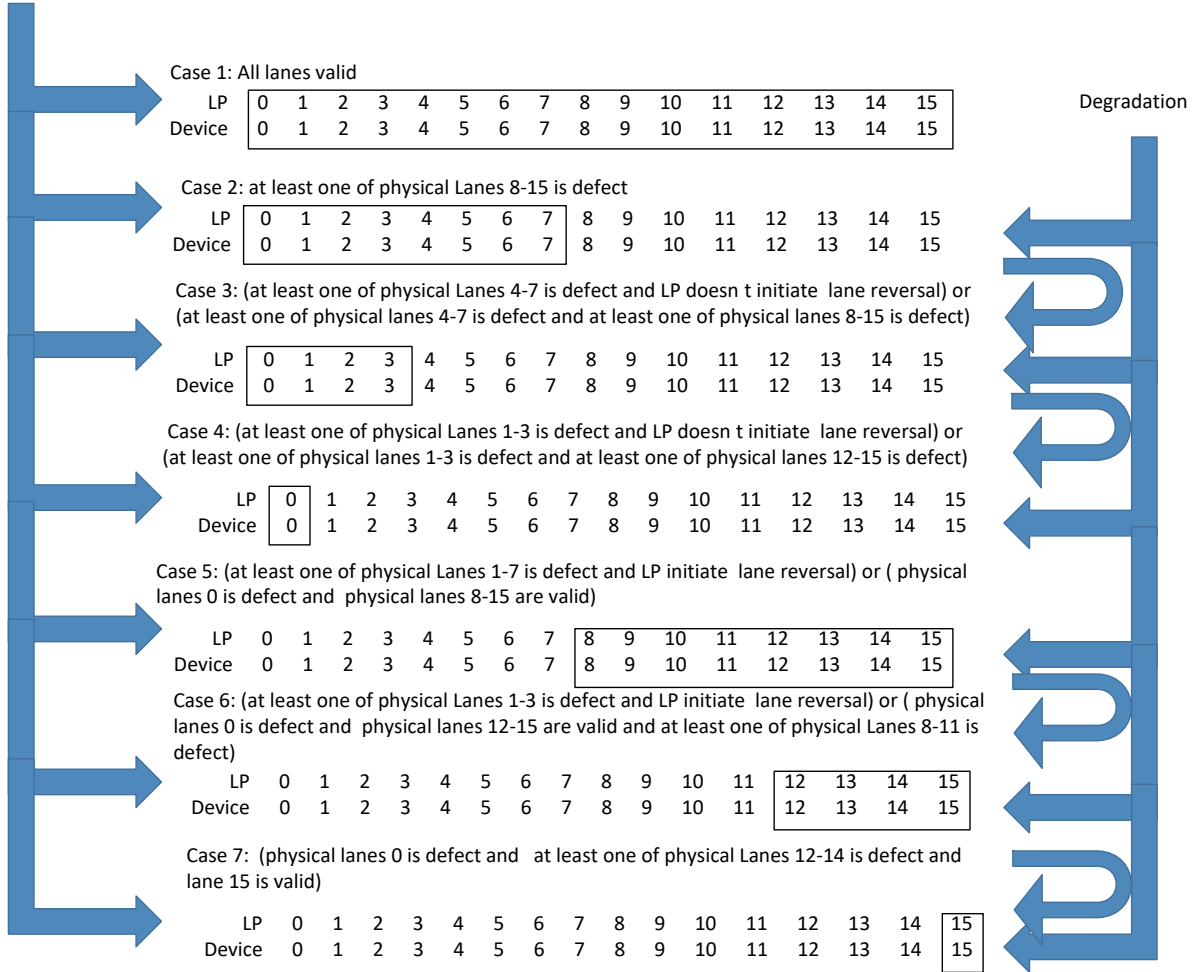 Case 1: All lanes valid
LP 0 1 2 3 4 5 6 7 8 9 10 11 12 13 14 15
Device 0 1 2 3 4 5 6 7 8 9 10 11 12 13 14 15
Degradation
Case 2: at least one of physical Lanes 8-15 is defect
LP 0 1 2 3 4 5 6 7 8 9 10 11 12 13 14 15
Device 0 1 2 3 4 5 6 7 8 9 10 11 12 13 14 15
Case 3: (at least one of physical Lanes 4-7 is defect and LP doesn t initiate lane reversal) or
(at least one of physical lanes 4-7 is defect and at least one of physical lanes 8-15 is defect)
LP 0 1 2 3 4 5 6 7 8 9 10 11 12 13 14 15
Device 0 1 2 3 4 5 6 7 8 9 10 11 12 13 14 15
Case 4: (at least one of physical Lanes 1-3 is defect and LP doesn t initiate lane reversal) or
(at least one of physical lanes 1-3 is defect and at least one of physical lanes 12-15 is defect)
LP 0 1 2 3 4 5 6 7 8 9 10 11 12 13 14 15
Device 0 1 2 3 4 5 6 7 8 9 10 11 12 13 14 15
Case 5: (at least one of physical Lanes 1-7 is defect and LP initiate lane reversal) or ( physical
lanes 0 is defect and physical lanes 8-15 are valid)
LP 0 1 2 3 4 5 6 7 8 9 10 11 12 13 14 15
Device 0 1 2 3 4 5 6 7 8 9 10 11 12 13 14 15
Case 6: (at least one of physical Lanes 1-3 is defect and LP initiate lane reversal) or ( physical
lanes 0 is defect and physical lanes 12-15 are valid and at least one of physical Lanes 8-11 is
defect)
LP 0 1 2 3 4 5 6 7 8 9 10 11 12 13 14 15
Device 0 1 2 3 4 5 6 7 8 9 10 11 12 13 14 15
Case 7: (physical lanes 0 is defect and at least one of physical Lanes 12-14 is defect and
lane 15 is valid)
LP 0 1 2 3 4 5 6 7 8 9 10 11 12 13 14 15
Device 0 1 2 3 4 5 6 7 8 9 10 11 12 13 14 15